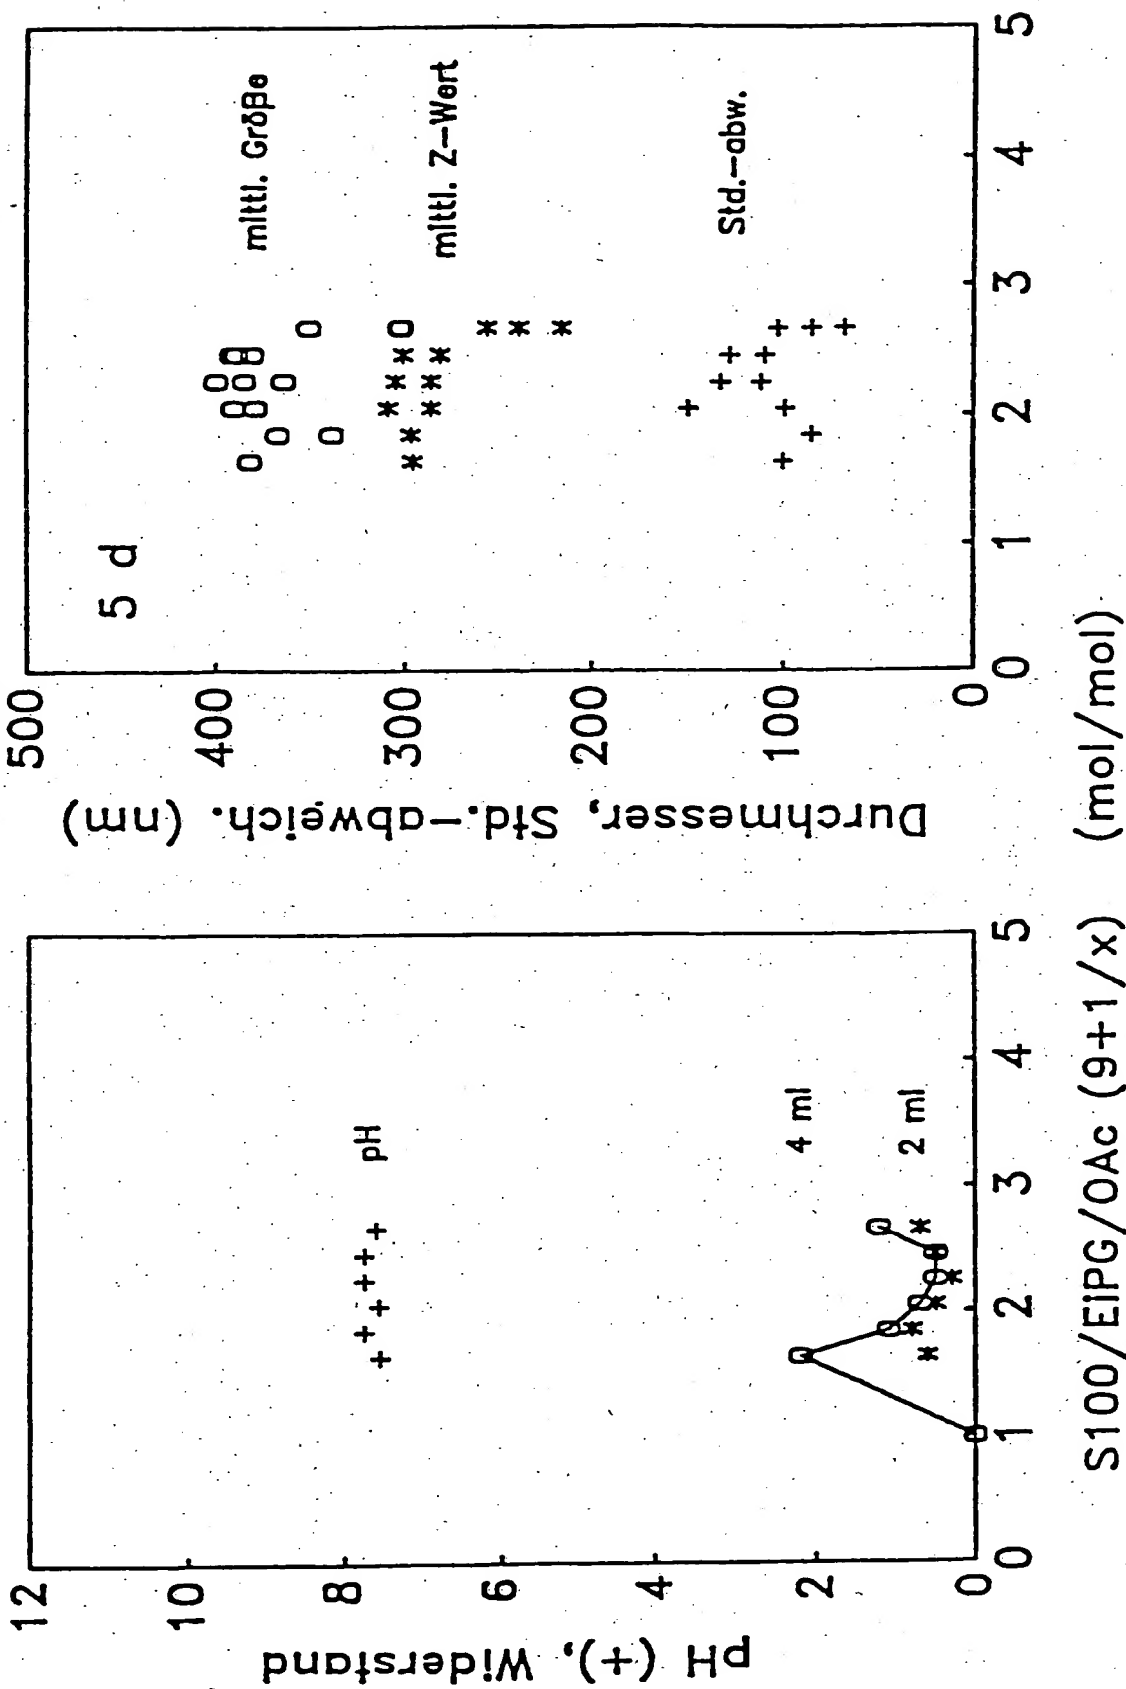 12
10
8
6
4
2
0
pH (+), Widerstand
pH
4 ml
2 ml
0
1
2
3
4
5
500
400
300
200
100
0
Durchmesser, Std.-abweich. (nm)
5 d
mittl. Größe
mittl. Z-Wert
Std.-abw.
0
1
2
3
4
5
S100/EiPG/OAc (9+1/x) (mol/mol)